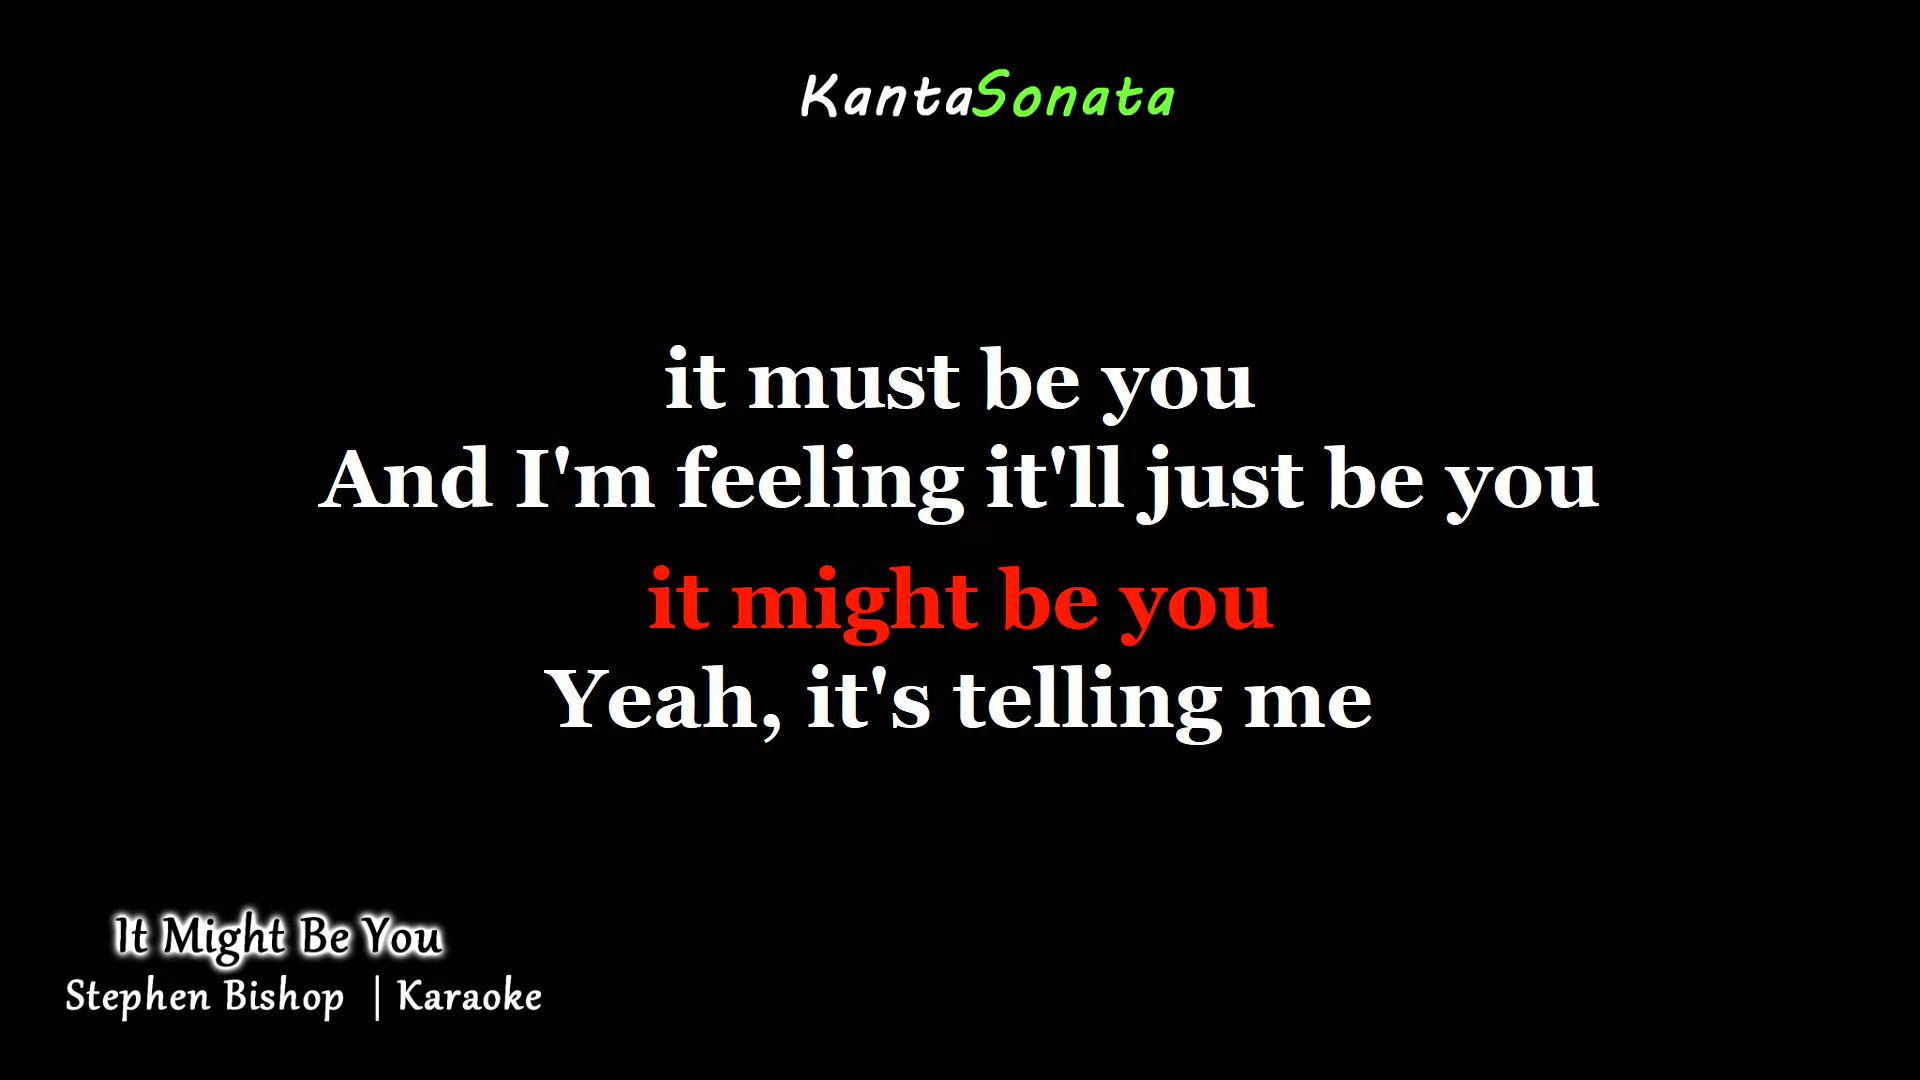 KantaSonata
it must be you
And I'm feeling it'll just be you
it might be you
Yeah, it's telling me
It Might Be You
Stephen Bishop | Karaoke